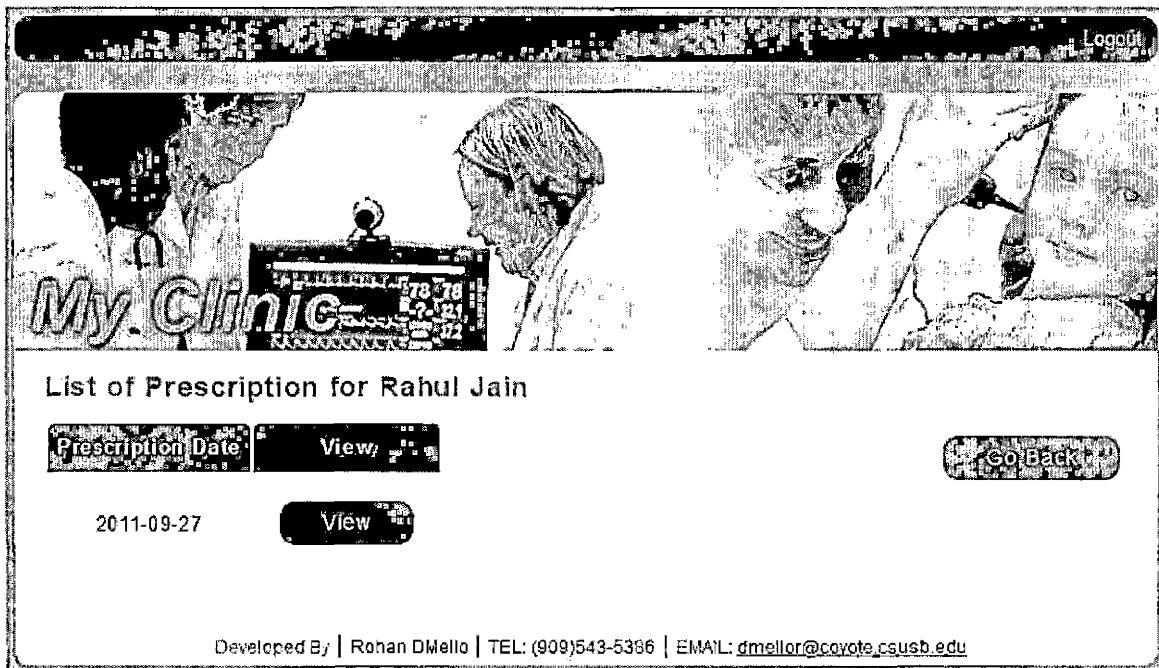 Logout
My Clinic
List of Prescription for Rahul Jain
Prescription Date View
Go Back
2011-09-27 View
Developed By | Rohan DMello | TEL: (909)543-5386 | EMAIL: dmellor@coyote.csusb.edu